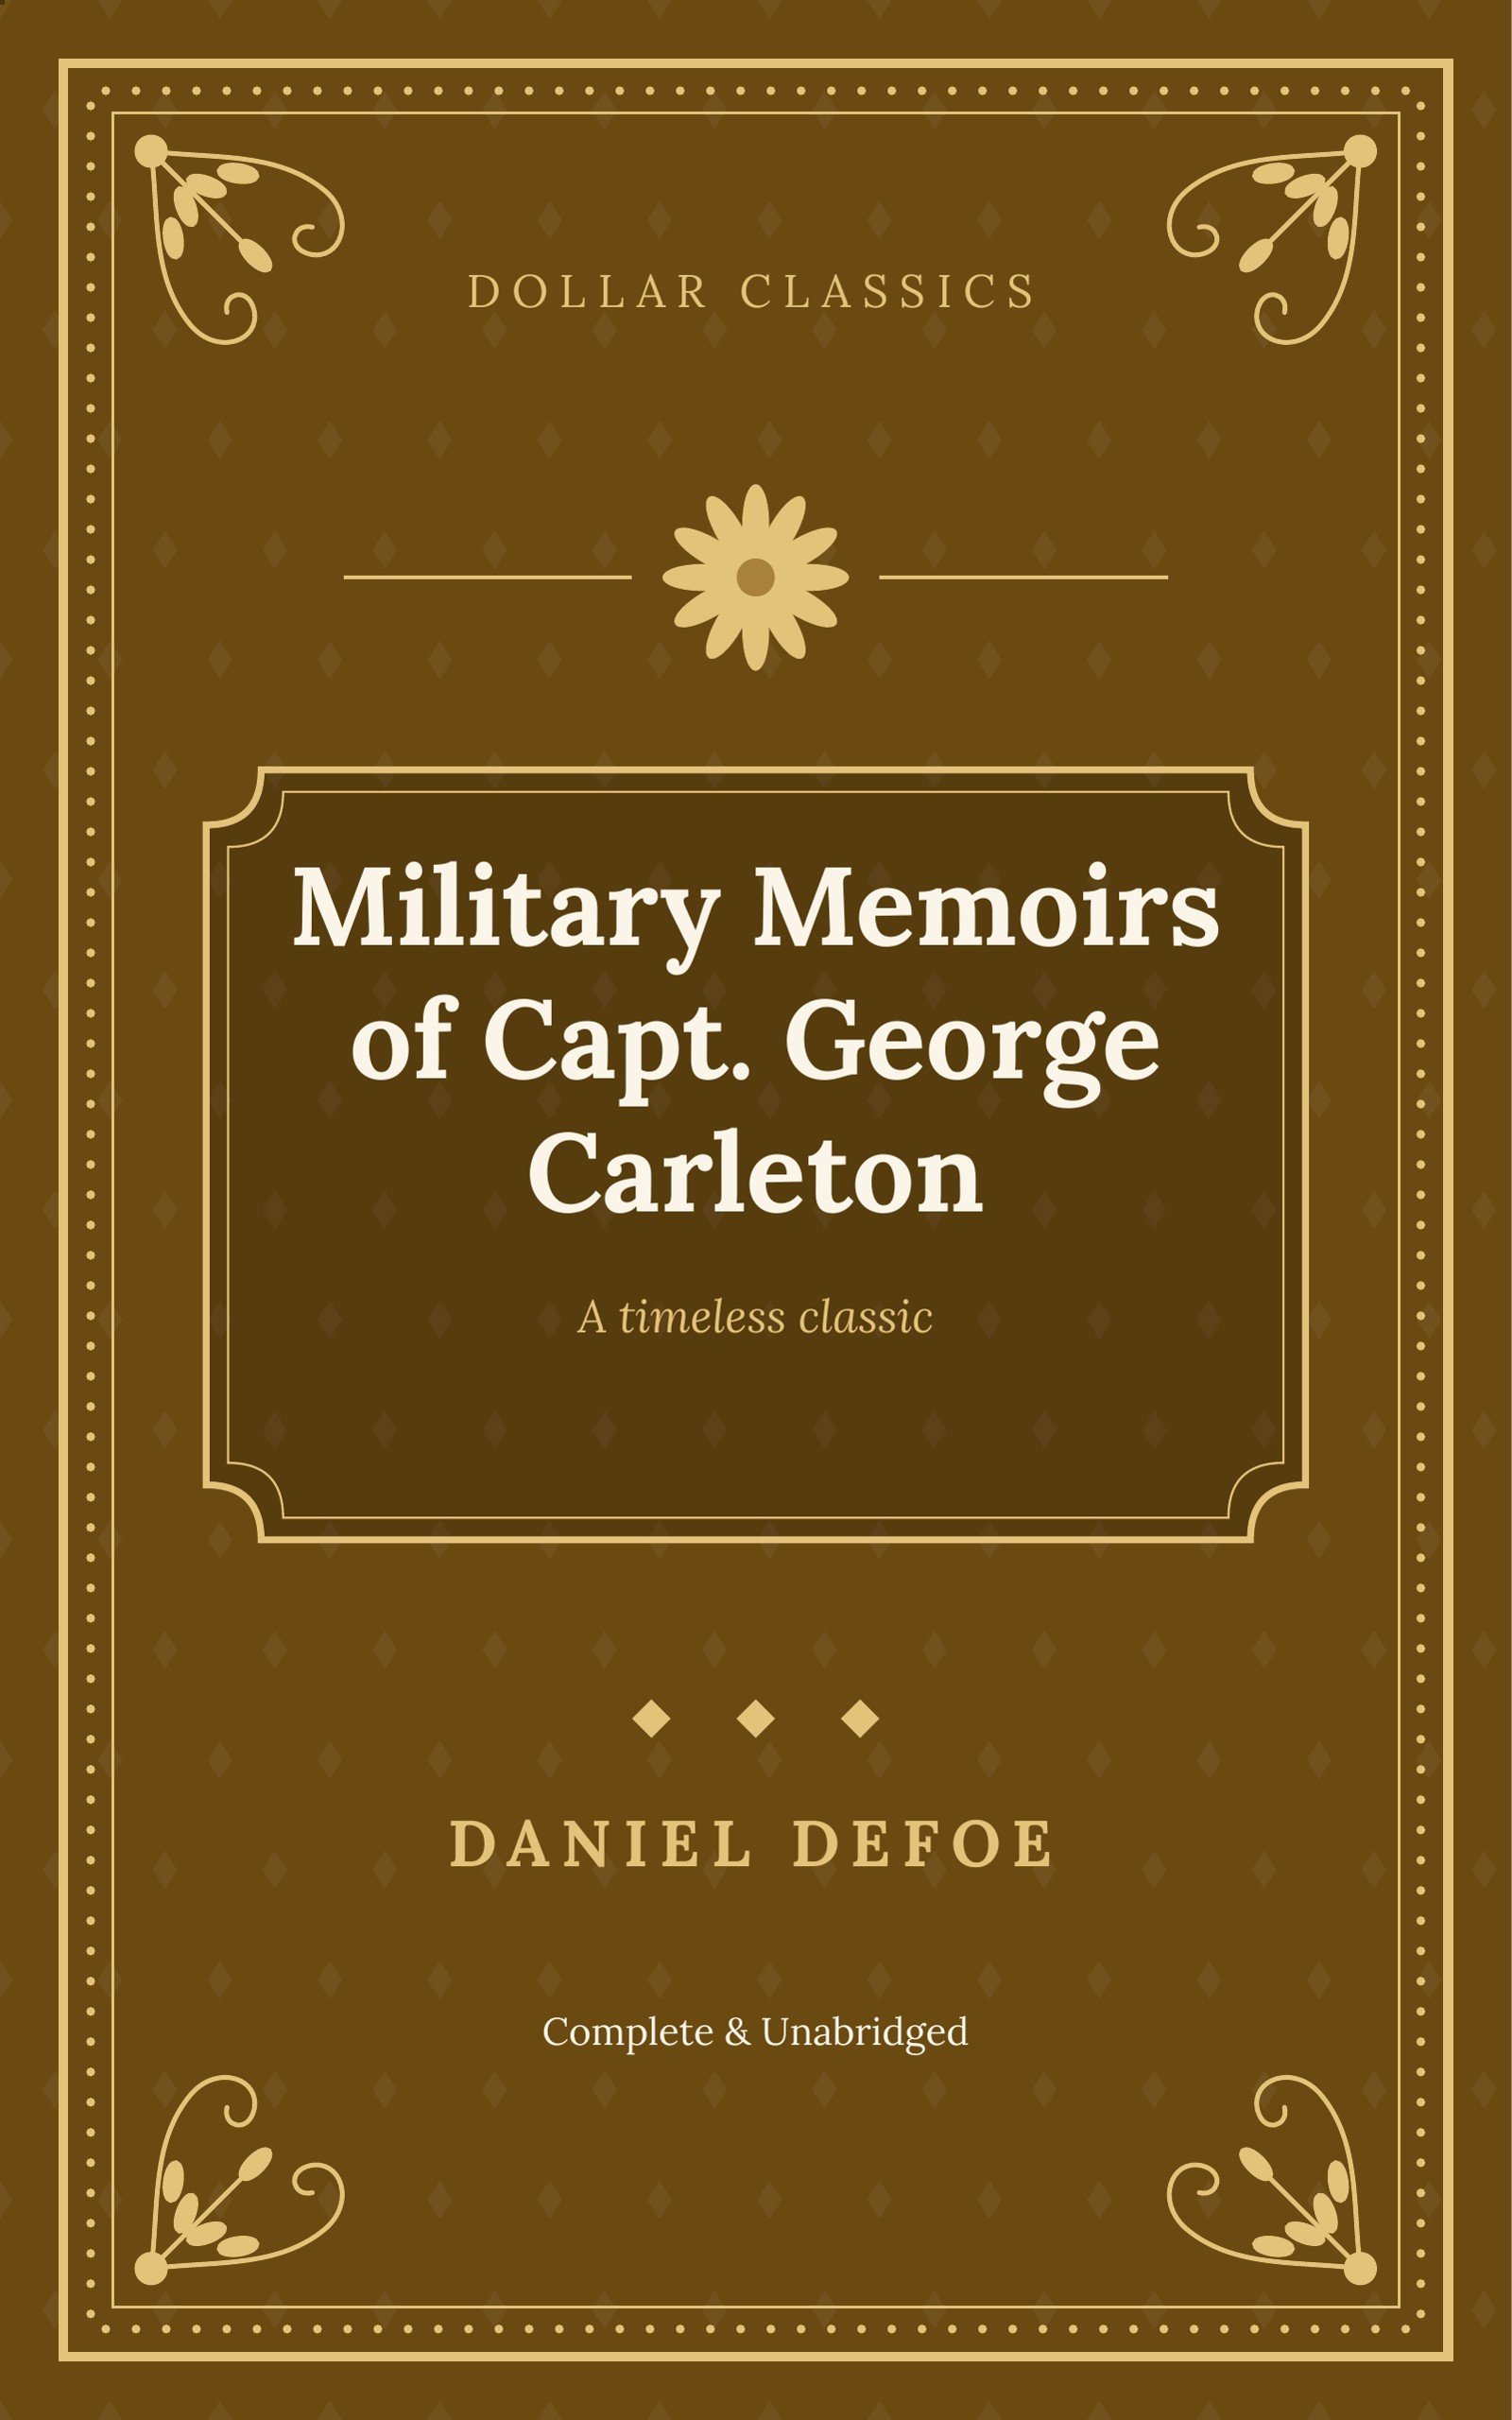 DOLLAR CLASSICS
Military Memoirs
of Capt. George
Carleton
A timeless classic
DANIEL DEFOE
Complete & Unabridged